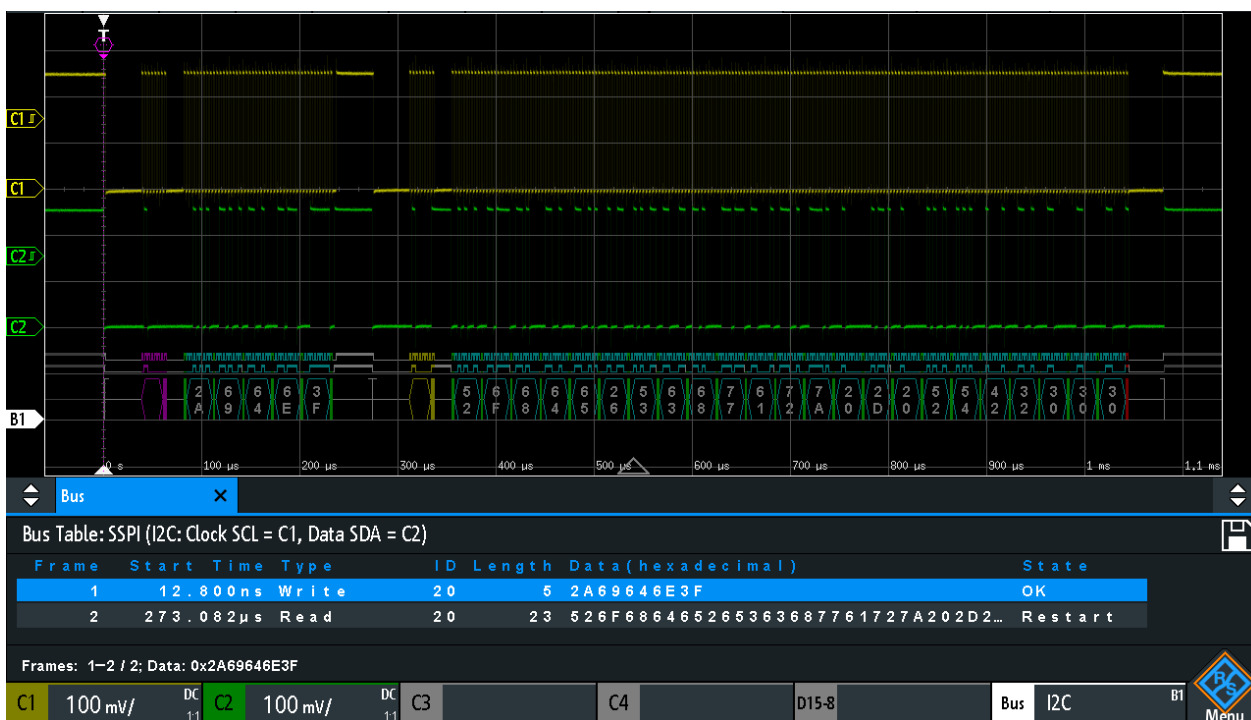 T
C1
C1
C2
C2
B1
2A 69 64 6E 3F 52 6F 68 64 65 26 53 63 68 77 61 72 7A 20 2D 20 52 54 42 32 30 30 30
0 s 100 µs 200 µs 300 µs 400 µs 500 µs 600 µs 700 µs 800 µs 900 µs 1 ms 1,1 ms
Bus ×
Bus Table: SSPI (I2C: Clock SCL = C1, Data SDA = C2)
Frame Start Time Type ID Length Data(hexadecimal) State
1 12.800ns Write 20 5 2A69646E3F OK
2 273.082µs Read 20 23 526F686465265363687761727A202D2… Restart
Frames: 1–2 / 2; Data: 0x2A69646E3F
C1 100 mV/ DC 1:1 C2 100 mV/ DC 1:1 C3 C4 D15-8 Bus I2C B1 R&S Menu